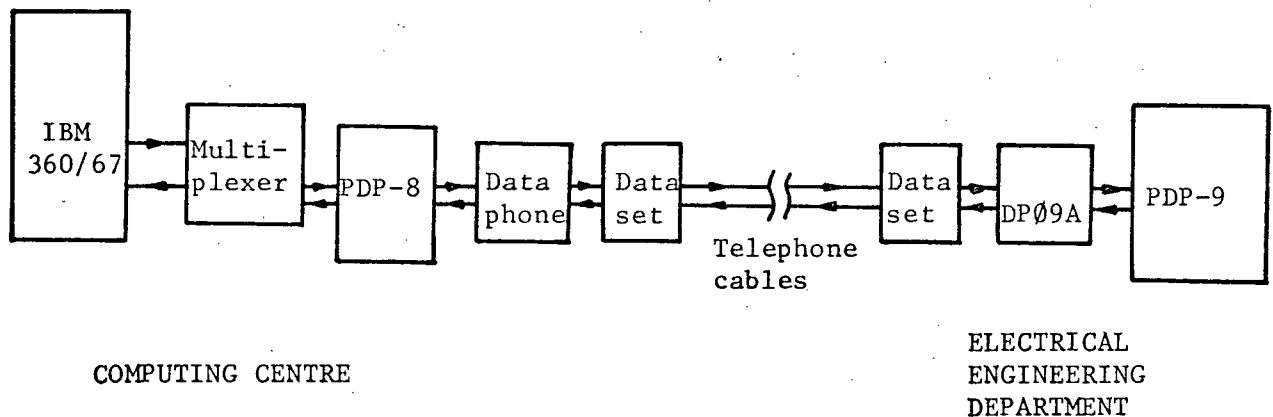 IBM
360/67
Multi-
plexer
PDP-8
Data
phone
Data
set
Telephone
cables
Data
set
DPØ9A
PDP-9
COMPUTING CENTRE
ELECTRICAL
ENGINEERING
DEPARTMENT